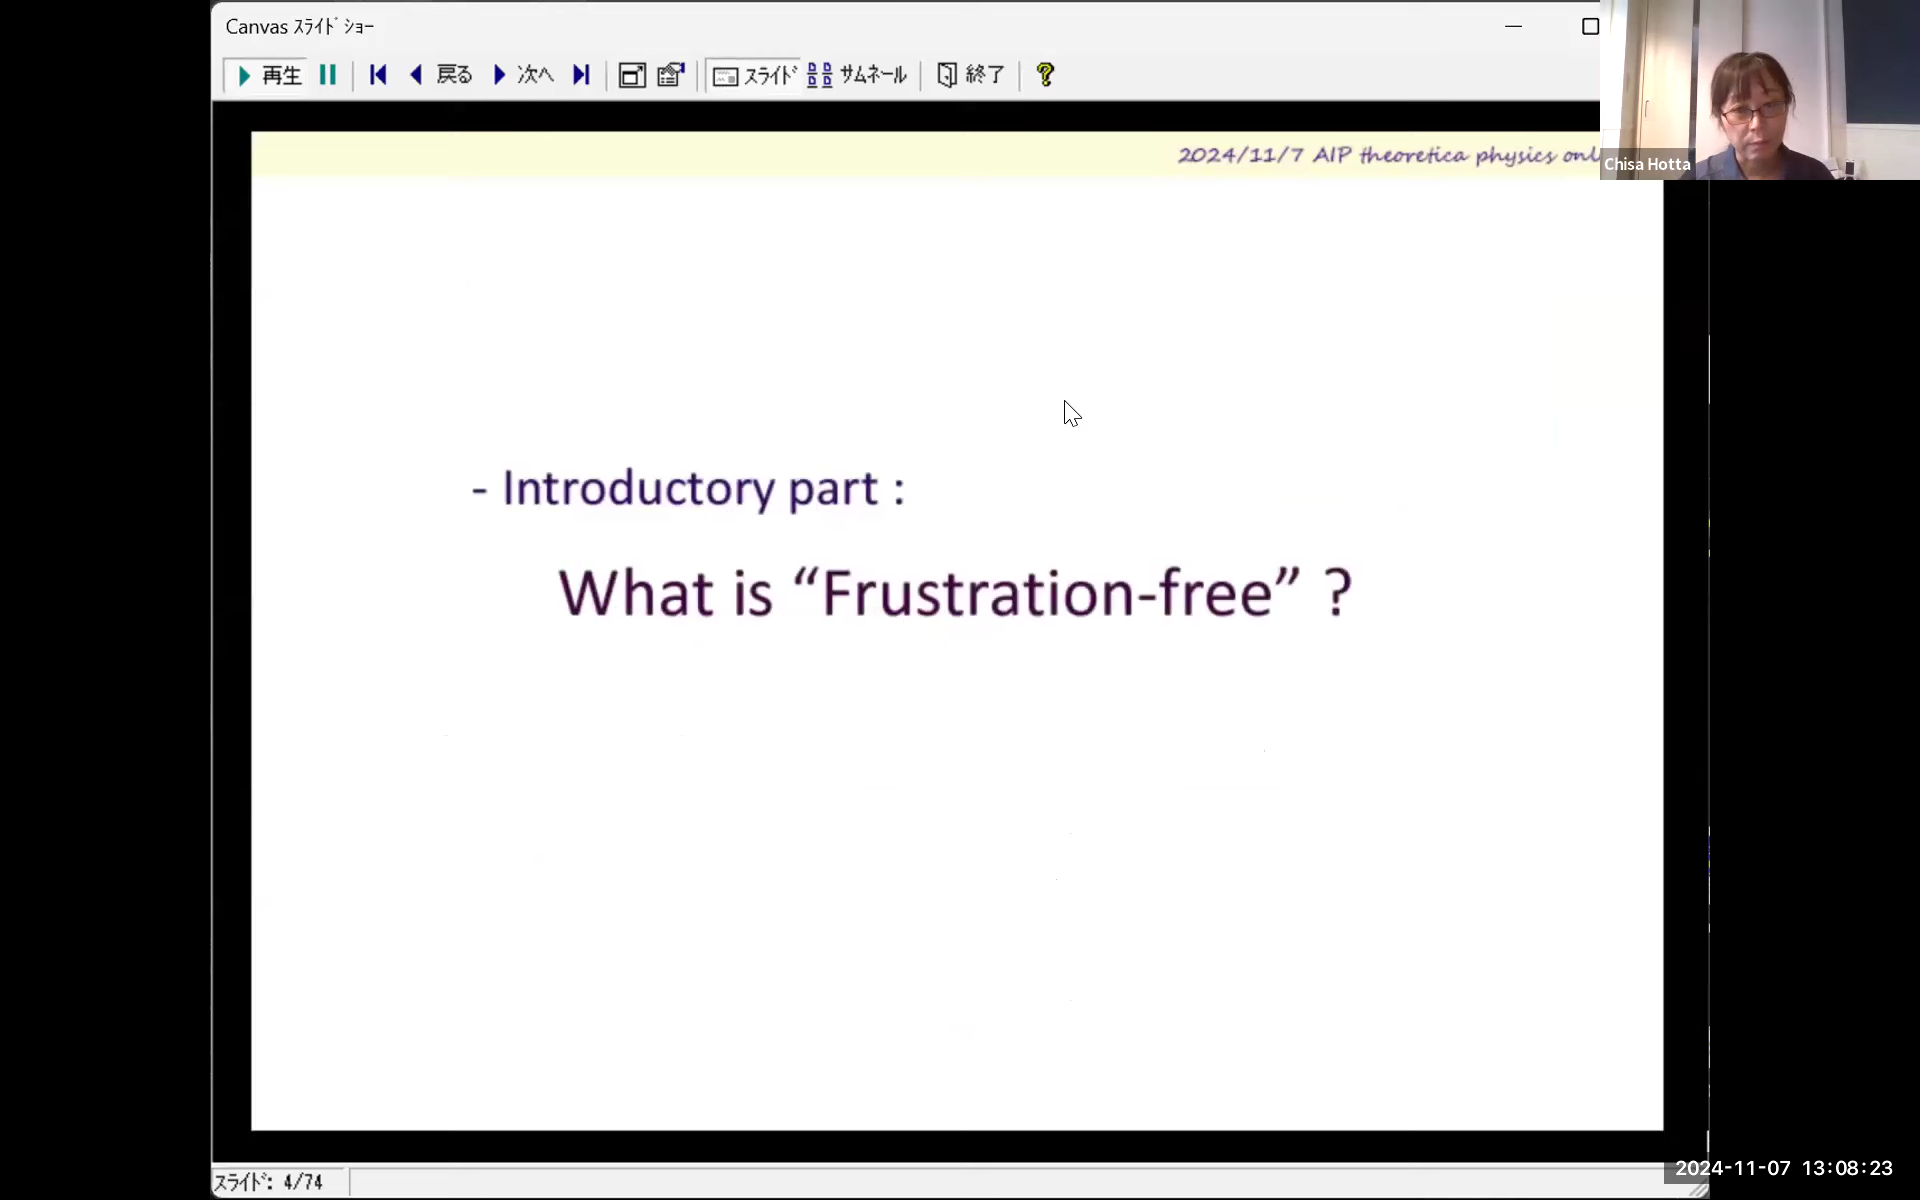 Canvas スライド ショー
再生 戻る 次へ スライド サムネール 終了
2024/11/7 AIP theoretica physics onl
Chisa Hotta
- Introductory part :
What is “Frustration-free” ?
スライド: 4/74
2024-11-07 13:08:23